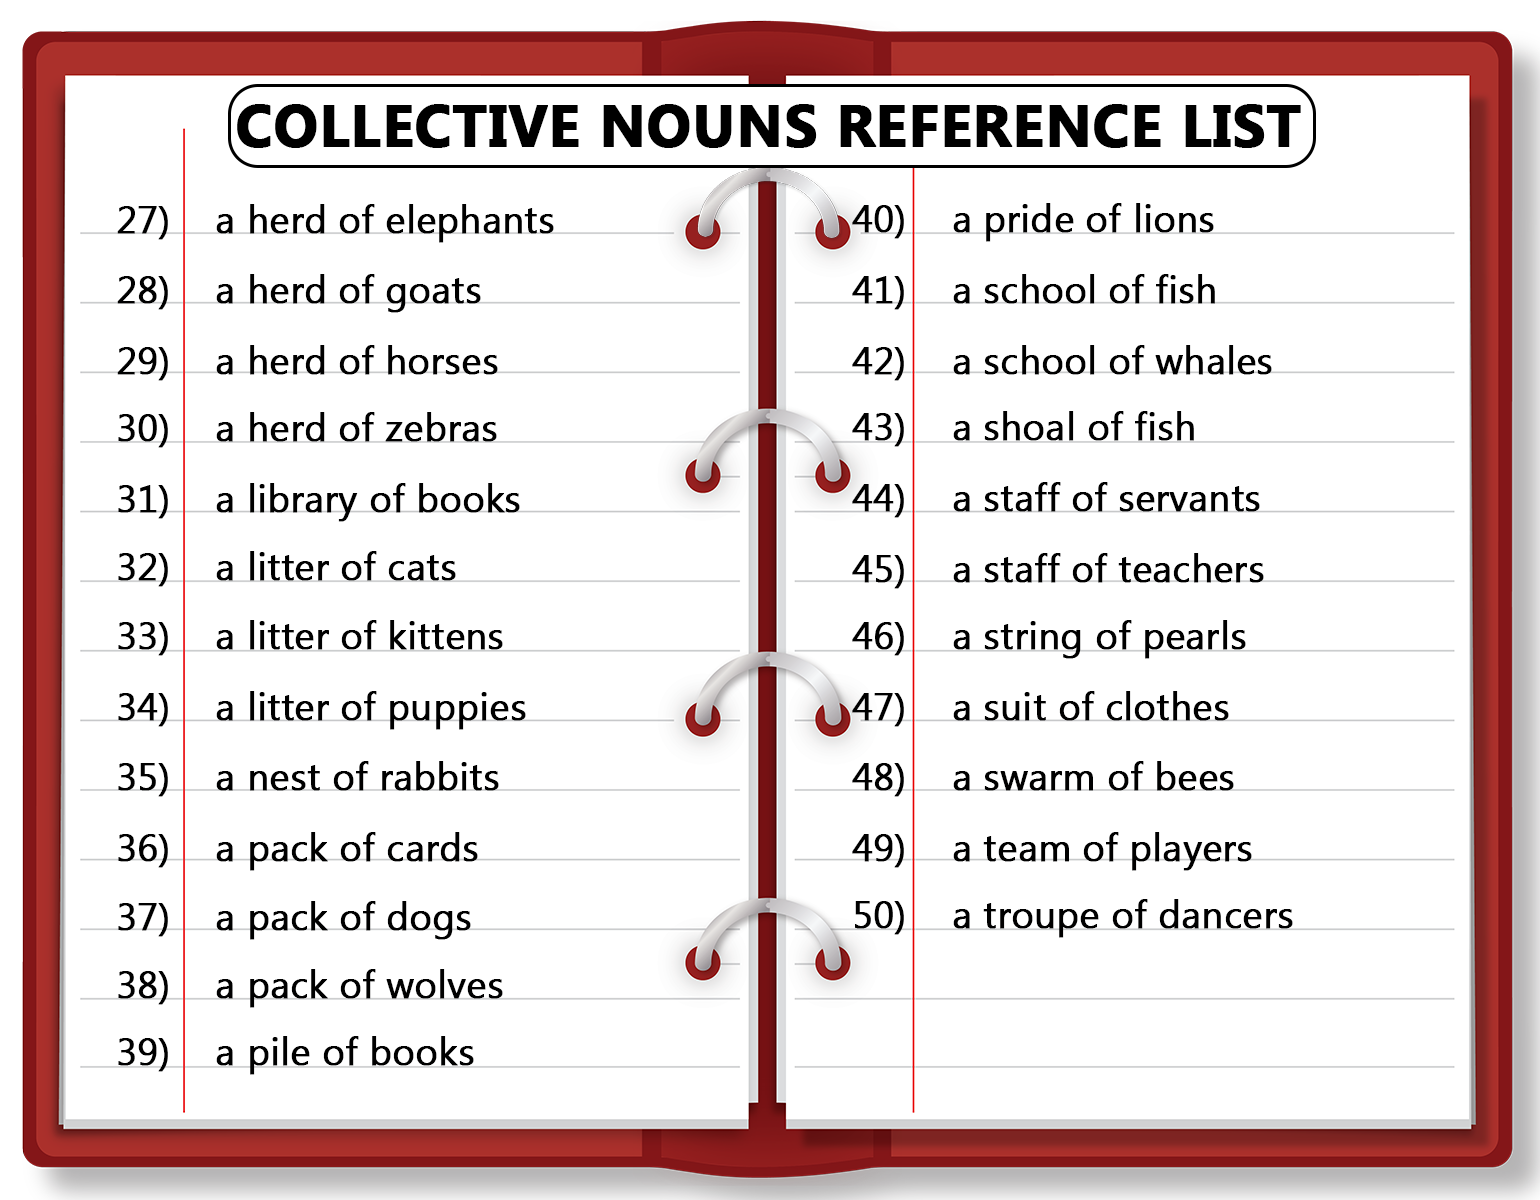 COLLECTIVE NOUNS REFERENCE LIST
27) a herd of elephants
28) a herd of goats
29) a herd of horses
30) a herd of zebras
31) a library of books
32) a litter of cats
33) a litter of kittens
34) a litter of puppies
35) a nest of rabbits
36) a pack of cards
37) a pack of dogs
38) a pack of wolves
39) a pile of books
40) a pride of lions
41) a school of fish
42) a school of whales
43) a shoal of fish
44) a staff of servants
45) a staff of teachers
46) a string of pearls
47) a suit of clothes
48) a swarm of bees
49) a team of players
50) a troupe of dancers